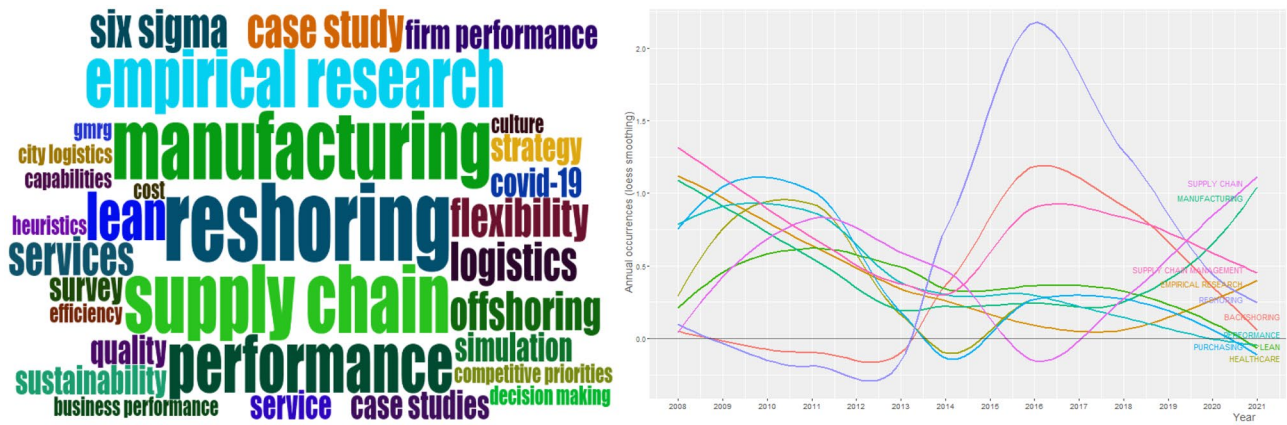 six sigma case study firm performance
empirical research
gmrg manufacturing culture
city logistics strategy
capabilities cost covid-19
heuristics lean reshoring flexibility
services logistics
survey supply chain offshoring
efficiency
quality performance simulation
sustainability competitive priorities
business performance service case studies decision making
Annual occurrences (loess smoothing)
2.0
1.5
1.0
0.5
0.0
SUPPLY CHAIN
MANUFACTURING
SUPPLY CHAIN MANAGEMENT
EMPIRICAL RESEARCH
RESHORING
BACKSHORING
PERFORMANCE
PURCHASING LEAN
HEALTHCARE
2008 2009 2010 2011 2012 2013 2014 2015 2016 2017 2018 2019 2020 2021
Year